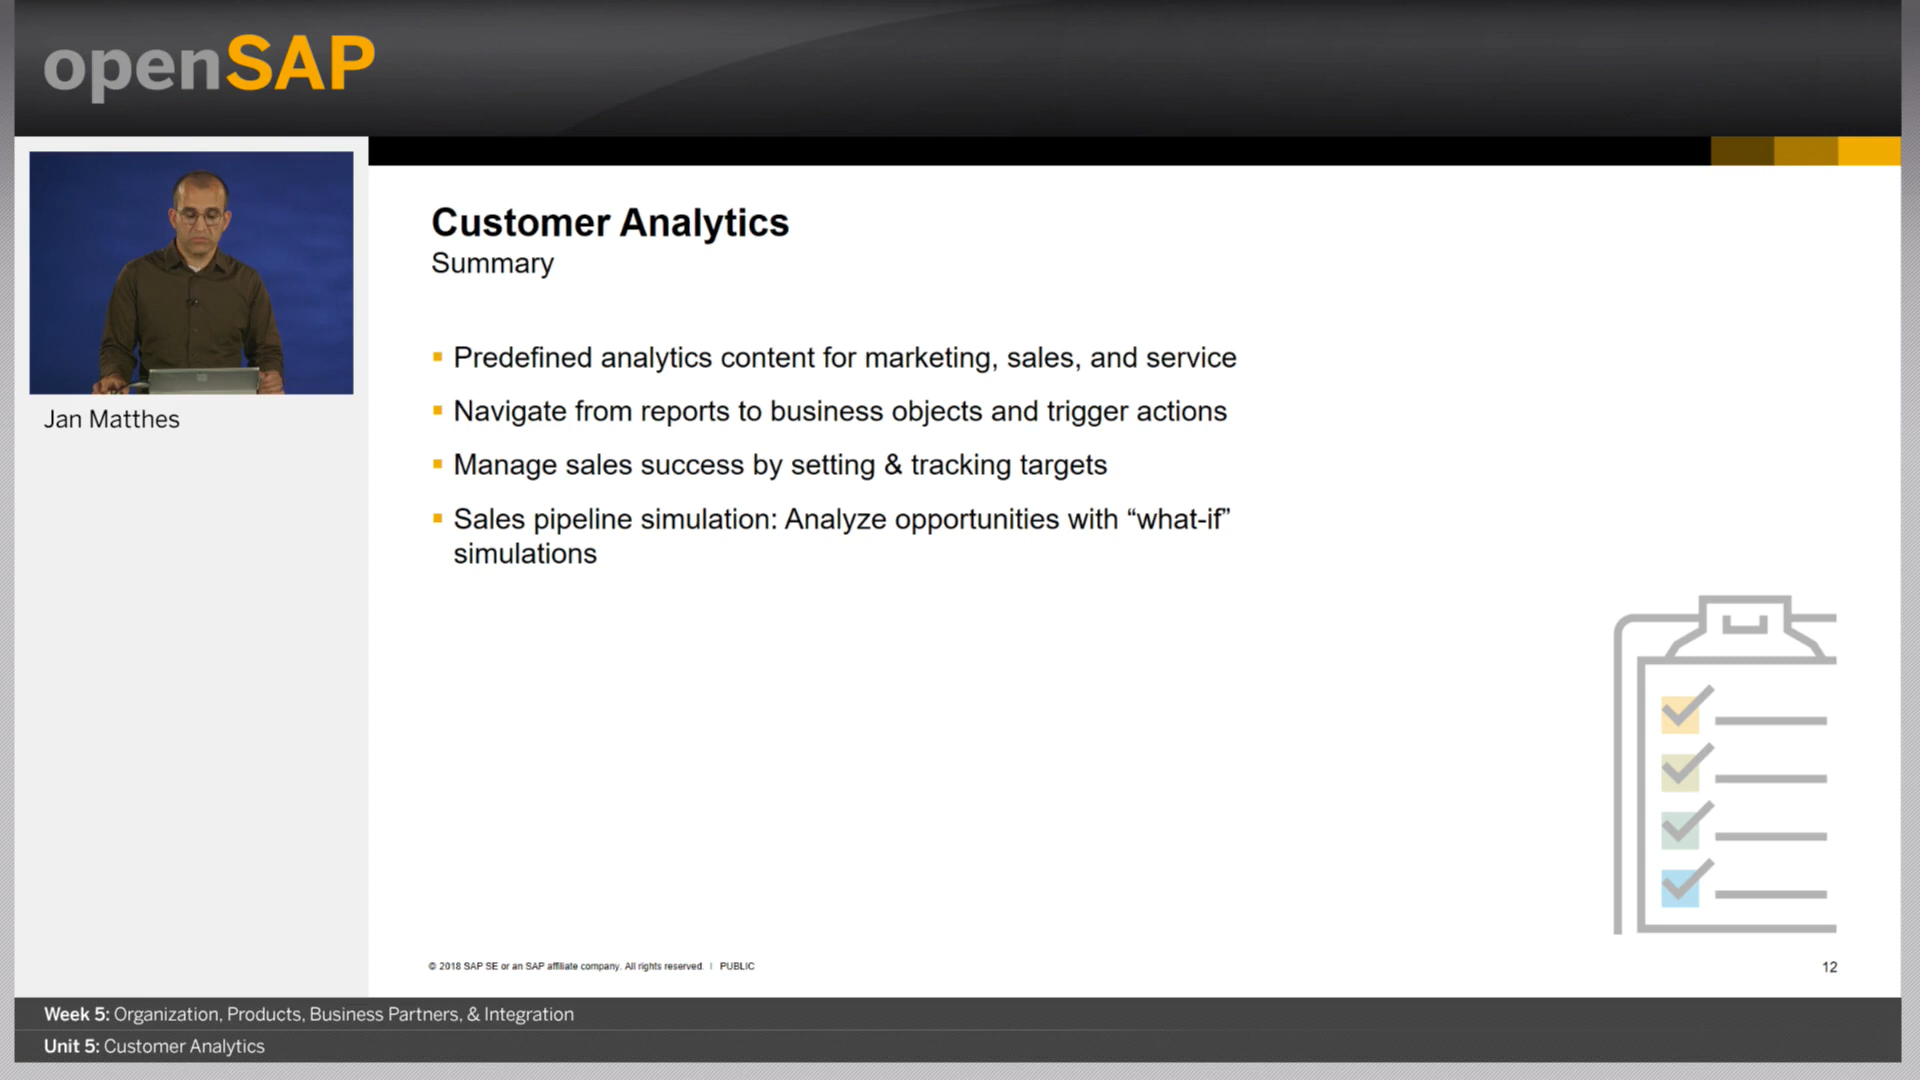 openSAP
Jan Matthes
Customer Analytics
Summary
Predefined analytics content for marketing, sales, and service
Navigate from reports to business objects and trigger actions
Manage sales success by setting & tracking targets
Sales pipeline simulation: Analyze opportunities with “what-if”
simulations
© 2018 SAP SE or an SAP affiliate company. All rights reserved. | PUBLIC
12
Week 5: Organization, Products, Business Partners, & Integration
Unit 5: Customer Analytics